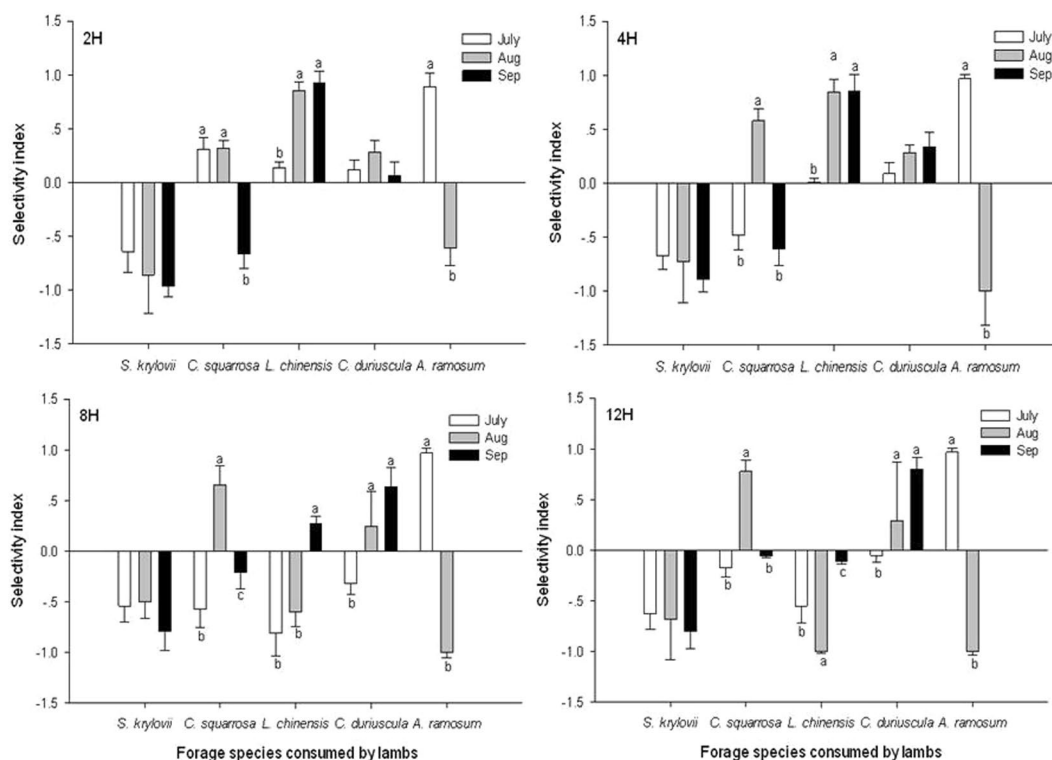 2H
July
Aug
Sep
Selectivity index
1.5
1.0
.5
0.0
-.5
-1.0
-1.5
a
a
b
b
a
a
a
b
S. krylovii C. squarrosa L. chinensis C. duriuscula A. ramosum
4H
July
Aug
Sep
Selectivity index
1.5
1.0
.5
0.0
-.5
-1.0
-1.5
b
a
b
b
a
a
a
b
S. krylovii C. squarrosa L. chinensis C duriuscula A. ramosum
8H
July
Aug
Sep
Selectivity index
1.5
1.0
.5
0.0
-.5
-1.0
-1.5
b
a
c
b
b
a
b
a
a
a
b
S. krylovii C. squarrosa L. chinensis C. duriuscula A. ramosum
Forage species consumed by lambs
12H
July
Aug
Sep
Selectivity index
1.5
1.0
.5
0.0
-.5
-1.0
-1.5
b
a
b
b
a
c
b
a
a
a
b
S. krylovii C. squarrosa L. chinensis C. duriuscula A. ramosum
Forage species consumed by lambs